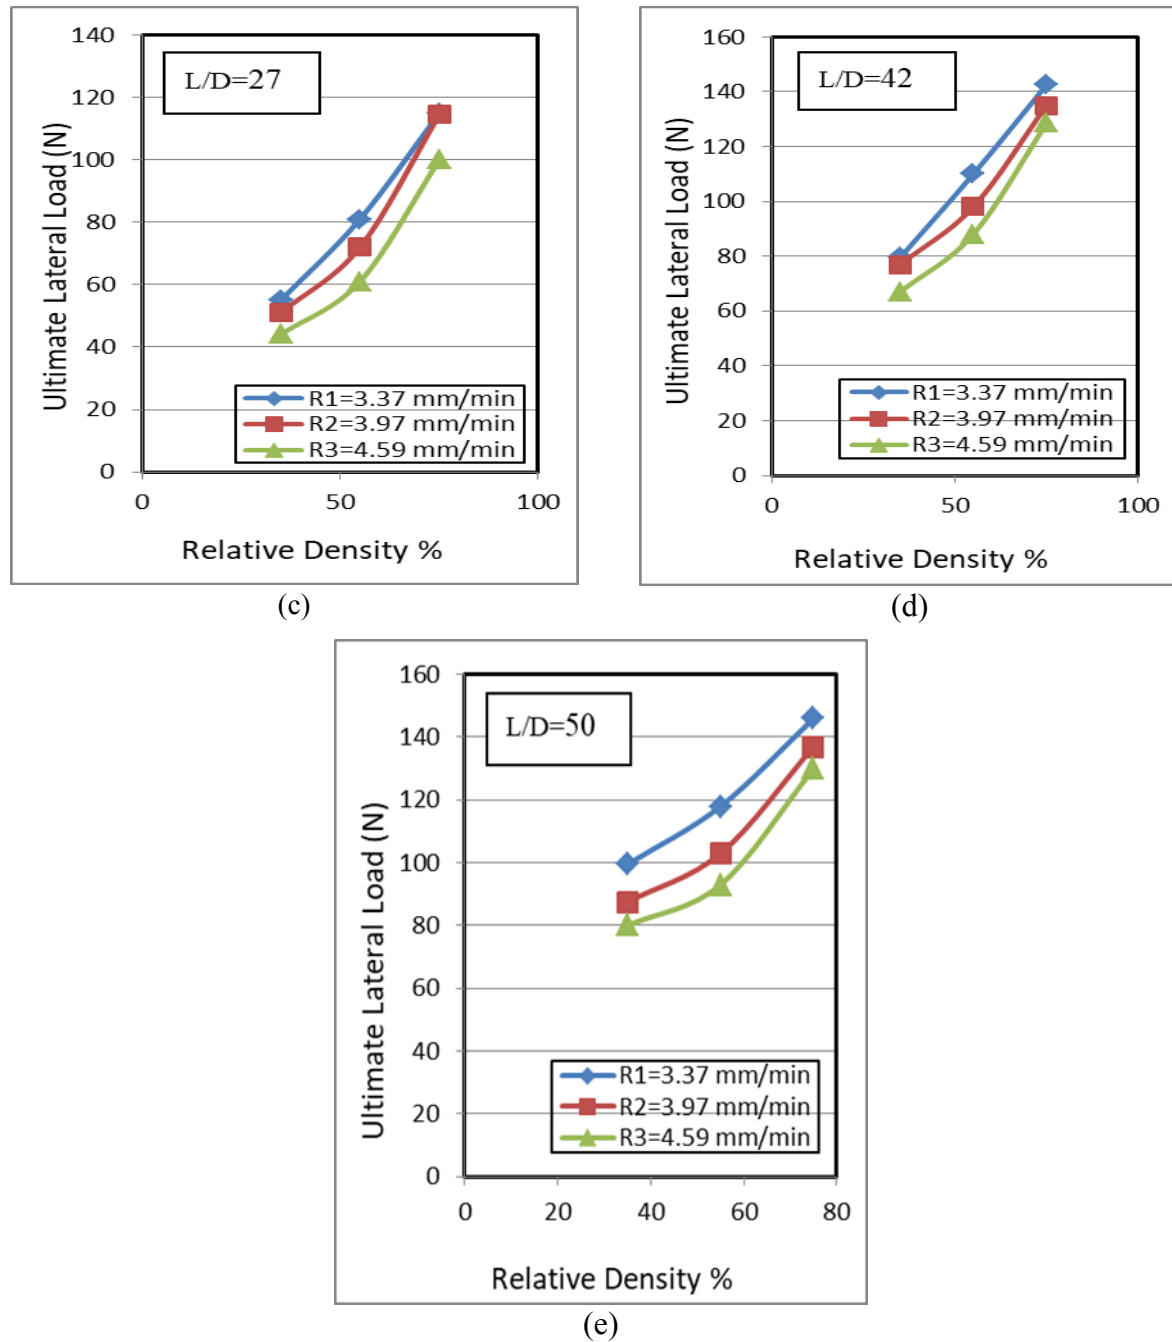 L/D=27
Ultimate Lateral Load (N)
140
120
100
80
60
40
20
0
R1=3.37 mm/min
R2=3.97 mm/min
R3=4.59 mm/min
0 50 100
Relative Density %
(c)
L/D=42
Ultimate Lateral Load (N)
160
140
120
100
80
60
40
20
0
R1=3.37 mm/min
R2=3.97 mm/min
R3=4.59 mm/min
0 50 100
Relative Density %
(d)
L/D=50
Ultimate Lateral Load (N)
160
140
120
100
80
60
40
20
0
R1=3.37 mm/min
R2=3.97 mm/min
R3=4.59 mm/min
0 20 40 60 80
Relative Density %
(e)